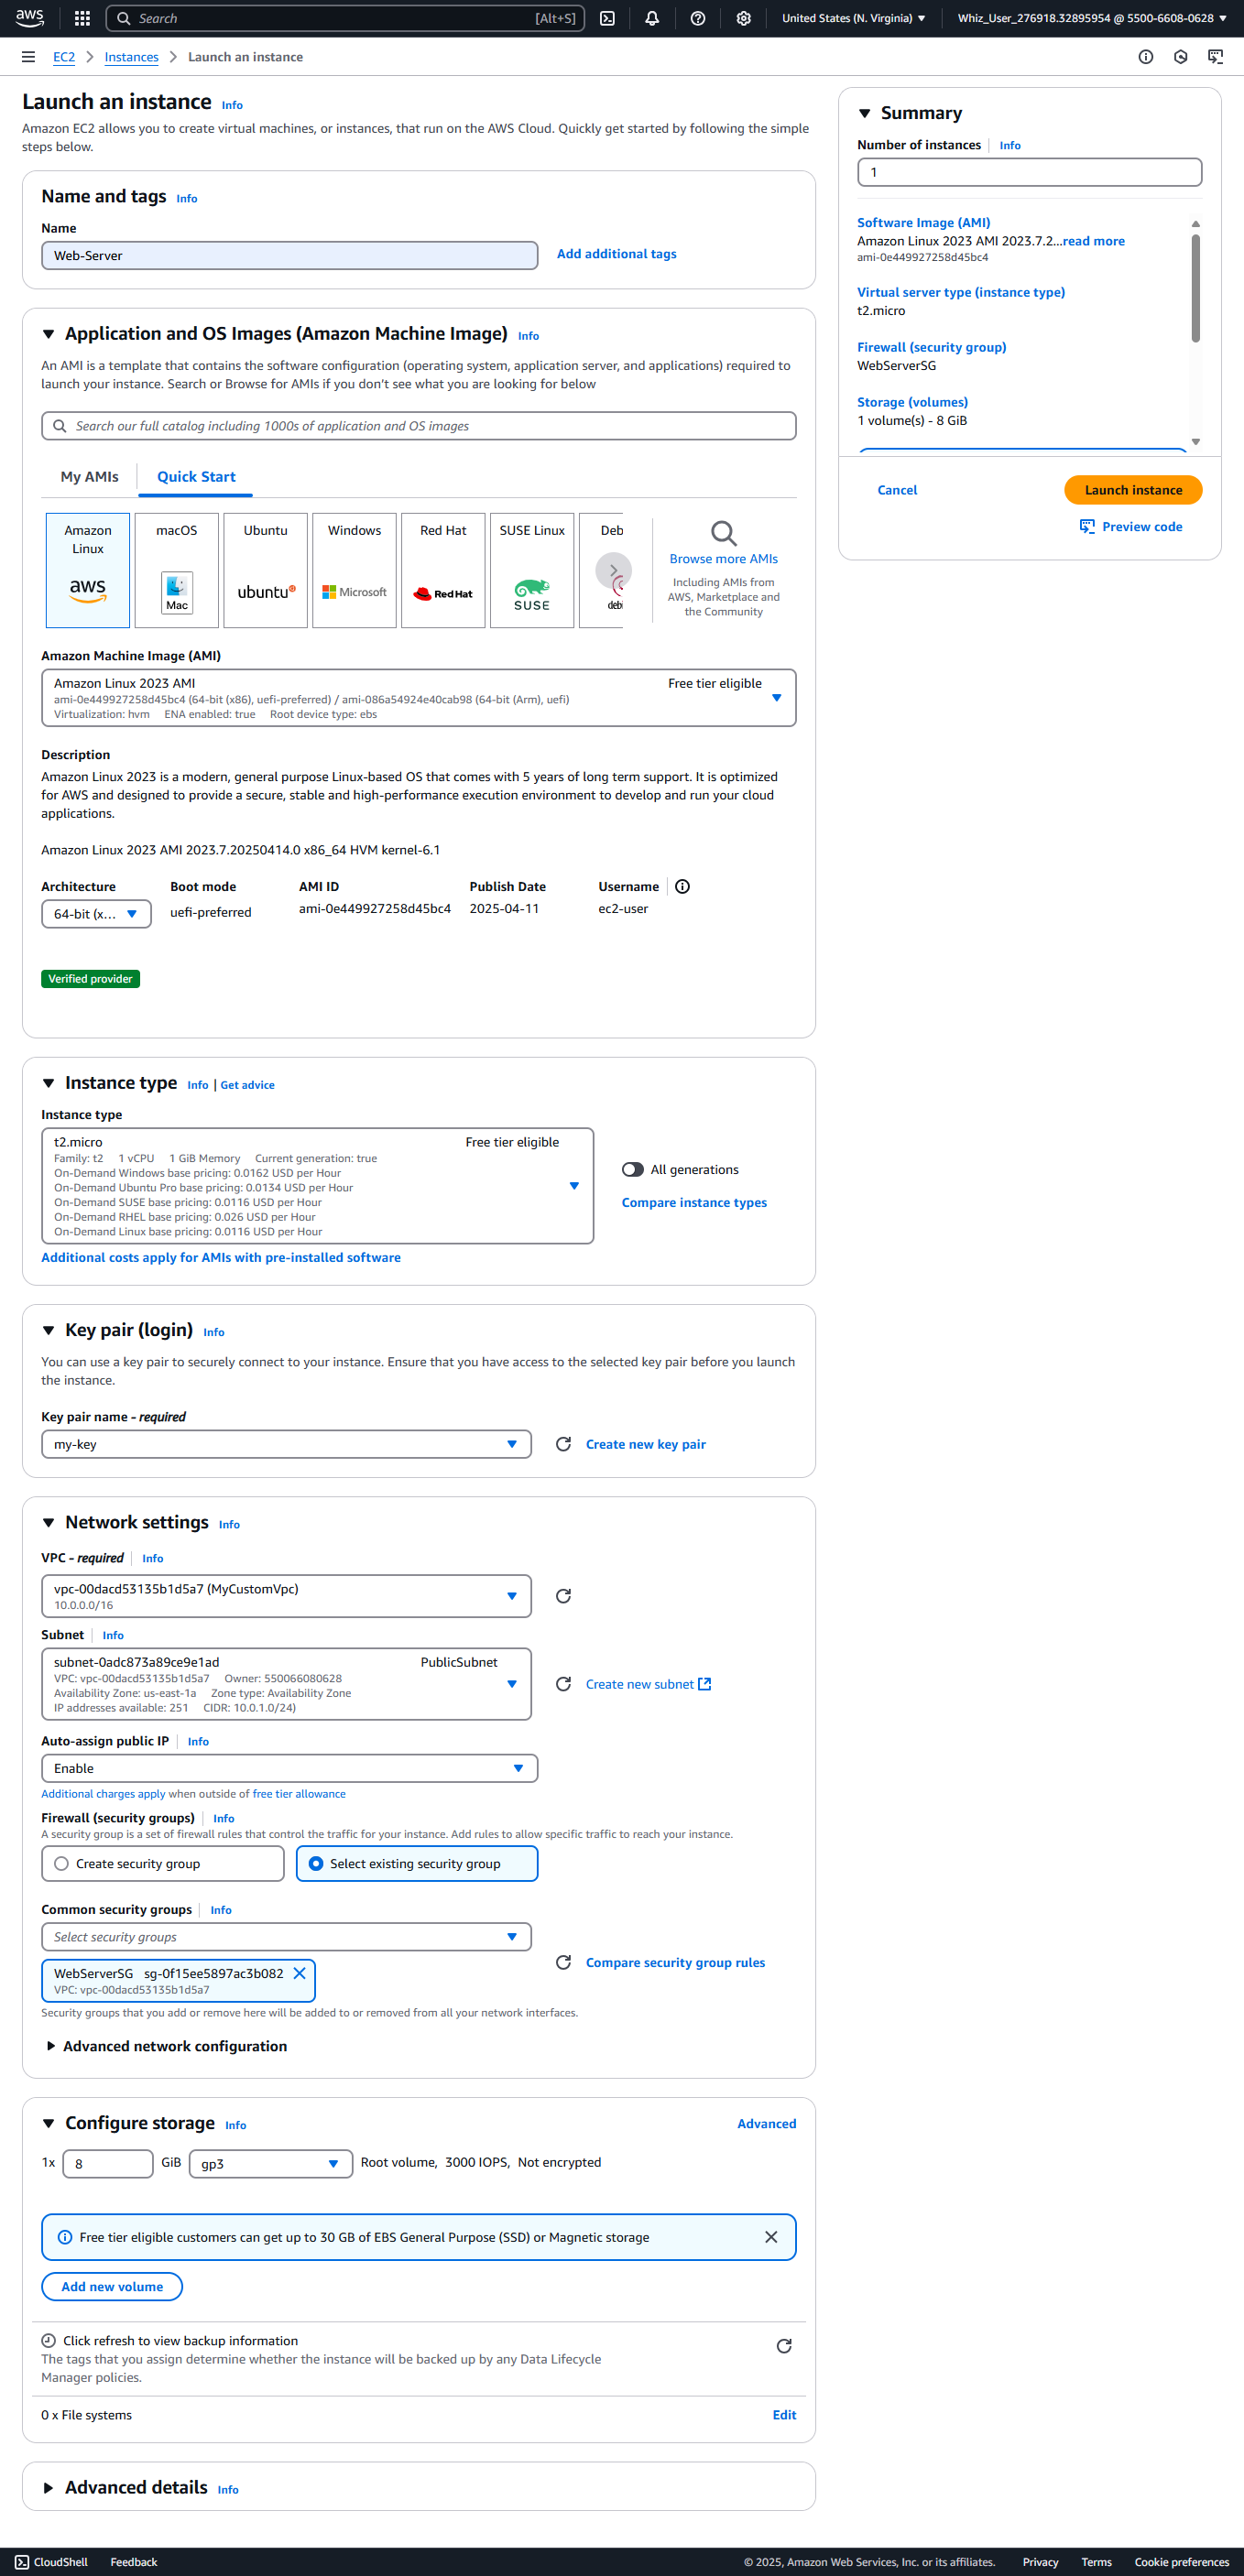 aws
Search
[Alt+S]
United States (N. Virginia)
Whiz_User_276918.32895954 @ 5500-6608-0628
EC2
Instances
Launch an instance
Launch an instance Info
Amazon EC2 allows you to create virtual machines, or instances, that run on the AWS Cloud. Quickly get started by following the simple
steps below.
Name and tags Info
Name
Web-Server
Add additional tags
Application and OS Images (Amazon Machine Image) Info
An AMI is a template that contains the software configuration (operating system, application server, and applications) required to
launch your instance. Search or Browse for AMIs if you don't see what you are looking for below
Search our full catalog including 1000s of application and OS images
My AMIs
Quick Start
Amazon
Linux
aws
macOS
Mac
Ubuntu
ubuntu
Windows
Microsoft
Red Hat
RedHat
SUSE Linux
SUSE
Deb
debi
Browse more AMIs
Including AMIs from
AWS, Marketplace and
the Community
Amazon Machine Image (AMI)
Amazon Linux 2023 AMI
Free tier eligible
ami-0e449927258d45bc4 (64-bit (x86), uefi-preferred) / ami-086a54924e40cab98 (64-bit (Arm), uefi)
Virtualization: hvm ENA enabled: true Root device type: ebs
Description
Amazon Linux 2023 is a modern, general purpose Linux-based OS that comes with 5 years of long term support. It is optimized
for AWS and designed to provide a secure, stable and high-performance execution environment to develop and run your cloud
applications.
Amazon Linux 2023 AMI 2023.7.20250414.0 x86_64 HVM kernel-6.1
Architecture
64-bit (x...
Boot mode
uefi-preferred
AMI ID
ami-0e449927258d45bc4
Publish Date
2025-04-11
Username
ec2-user
Verified provider
Instance type Info | Get advice
Instance type
t2.micro
Free tier eligible
Family: t2 1 vCPU 1 GiB Memory Current generation: true
On-Demand Windows base pricing: 0.0162 USD per Hour
On-Demand Ubuntu Pro base pricing: 0.0134 USD per Hour
On-Demand SUSE base pricing: 0.0116 USD per Hour
On-Demand RHEL base pricing: 0.026 USD per Hour
On-Demand Linux base pricing: 0.0116 USD per Hour
All generations
Compare instance types
Additional costs apply for AMIs with pre-installed software
Key pair (login) Info
You can use a key pair to securely connect to your instance. Ensure that you have access to the selected key pair before you launch
the instance.
Key pair name - required
my-key
Create new key pair
Network settings Info
VPC - required Info
vpc-00dacd53135b1d5a7 (MyCustomVpc)
10.0.0.0/16
Subnet Info
subnet-0adc873a89ce9e1ad
PublicSubnet
VPC: vpc-00dacd53135b1d5a7 Owner: 550066080628
Availability Zone: us-east-1a Zone type: Availability Zone
IP addresses available: 251 CIDR: 10.0.1.0/24)
Create new subnet
Auto-assign public IP Info
Enable
Additional charges apply when outside of free tier allowance
Firewall (security groups) Info
A security group is a set of firewall rules that control the traffic for your instance. Add rules to allow specific traffic to reach your instance.
Create security group
Select existing security group
Common security groups Info
Select security groups
WebServerSG sg-0f15ee5897ac3b082
VPC: vpc-00dacd53135b1d5a7
Compare security group rules
Security groups that you add or remove here will be added to or removed from all your network interfaces.
Advanced network configuration
Configure storage Info
Advanced
1x 8 GiB gp3 Root volume, 3000 IOPS, Not encrypted
Free tier eligible customers can get up to 30 GB of EBS General Purpose (SSD) or Magnetic storage
Add new volume
Click refresh to view backup information
The tags that you assign determine whether the instance will be backed up by any Data Lifecycle
Manager policies.
0 x File systems
Edit
Advanced details Info
Summary
Number of instances Info
1
Software Image (AMI)
Amazon Linux 2023 AMI 2023.7.2...read more
ami-0e449927258d45bc4
Virtual server type (instance type)
t2.micro
Firewall (security group)
WebServerSG
Storage (volumes)
1 volume(s) - 8 GiB
Cancel
Launch instance
Preview code
CloudShell
Feedback
© 2025, Amazon Web Services, Inc. or its affiliates.
Privacy
Terms
Cookie preferences